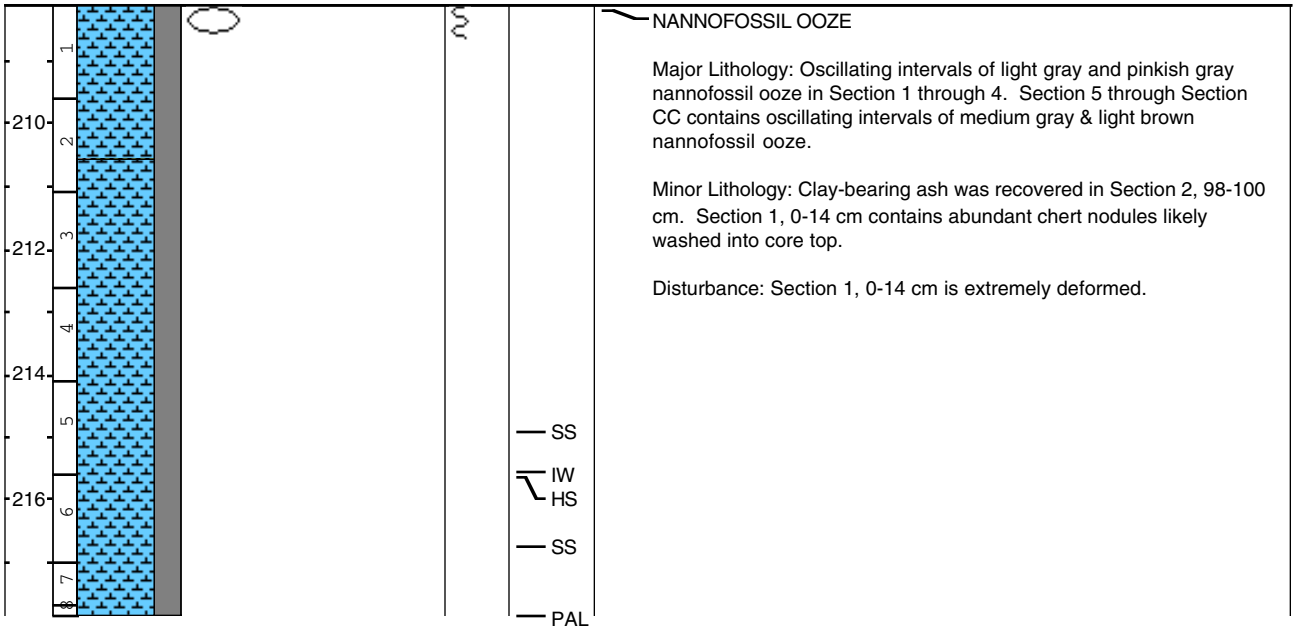 NANNOFOSSIL OOZE
Major Lithology: Oscillating intervals of light gray and pinkish gray
nannofossil ooze in Section 1 through 4. Section 5 through Section
CC contains oscillating intervals of medium gray & light brown
nannofossil ooze.
Minor Lithology: Clay-bearing ash was recovered in Section 2, 98-100
cm. Section 1, 0-14 cm contains abundant chert nodules likely
washed into core top.
Disturbance: Section 1, 0-14 cm is extremely deformed.
1
210
2
3
212
4
214
5
SS
IW
216
HS
6
SS
7
8
PAL